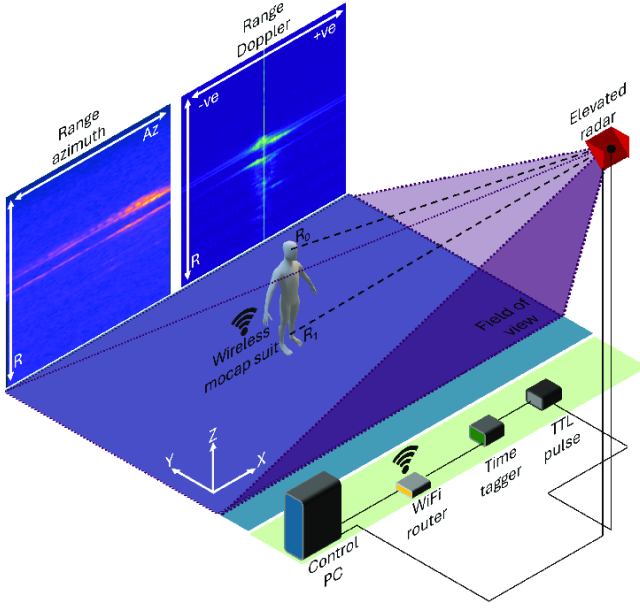 Range
Doppler
+ve
-ve
R
Range
azimuth
Az
R
Elevated
radar
R0
R1
Wireless
mocap suit
Field of
view
Z
Y
X
TTL
pulse
Time
tagger
WiFi
router
Control
PC